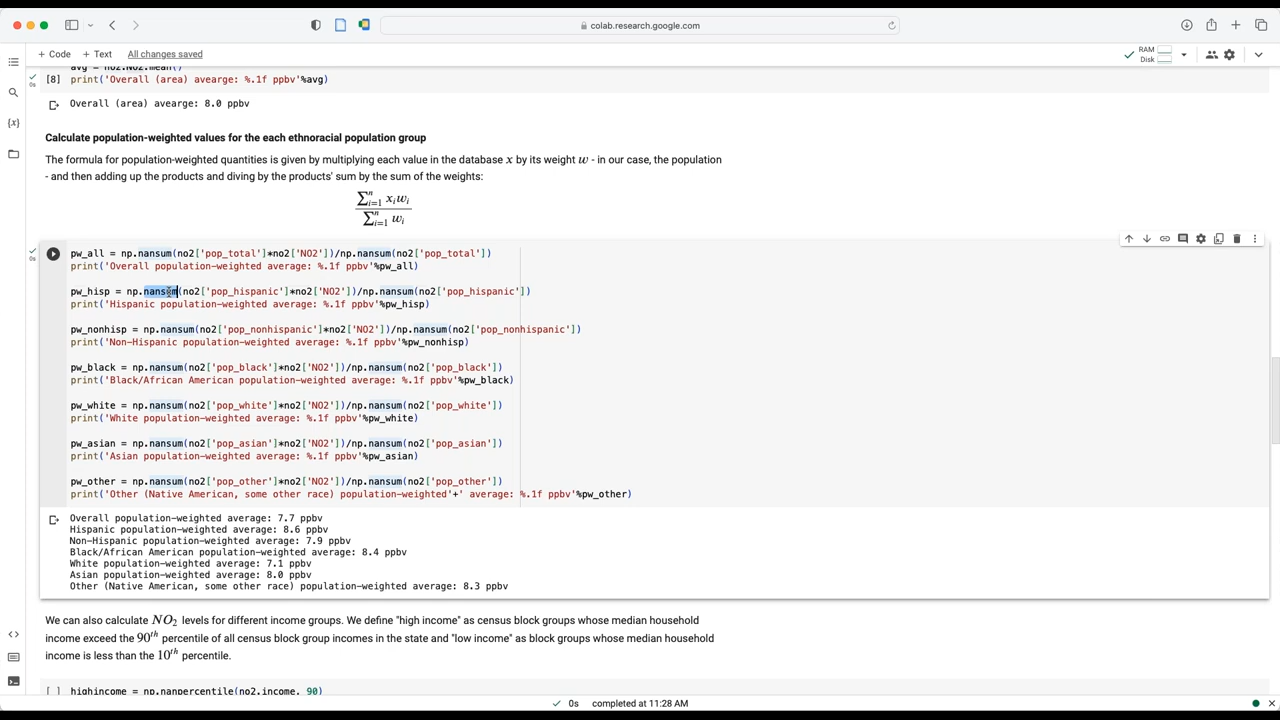 colab.research.google.com
+ Code + Text All changes saved
RAM
Disk
avg = no2.NO2.mean()
[8] print('Overall (area) avearge: %.1f ppbv'%avg)
0s
Overall (area) avearge: 8.0 ppbv
Calculate population-weighted values for the each ethnoracial population group
The formula for population-weighted quantities is given by multiplying each value in the database x by its weight w - in our case, the population
- and then adding up the products and diving by the products' sum by the sum of the weights:
∑ⁿᵢ₌₁ xᵢwᵢ
∑ⁿᵢ₌₁ wᵢ
0s
pw_all = np.nansum(no2['pop_total']*no2['NO2'])/np.nansum(no2['pop_total'])
print('Overall population-weighted average: %.1f ppbv'%pw_all)
pw_hisp = np.nansum(no2['pop_hispanic']*no2['NO2'])/np.nansum(no2['pop_hispanic'])
print('Hispanic population-weighted average: %.1f ppbv'%pw_hisp)
pw_nonhisp = np.nansum(no2['pop_nonhispanic']*no2['NO2'])/np.nansum(no2['pop_nonhispanic'])
print('Non-Hispanic population-weighted average: %.1f ppbv'%pw_nonhisp)
pw_black = np.nansum(no2['pop_black']*no2['NO2'])/np.nansum(no2['pop_black'])
print('Black/African American population-weighted average: %.1f ppbv'%pw_black)
pw_white = np.nansum(no2['pop_white']*no2['NO2'])/np.nansum(no2['pop_white'])
print('White population-weighted average: %.1f ppbv'%pw_white)
pw_asian = np.nansum(no2['pop_asian']*no2['NO2'])/np.nansum(no2['pop_asian'])
print('Asian population-weighted average: %.1f ppbv'%pw_asian)
pw_other = np.nansum(no2['pop_other']*no2['NO2'])/np.nansum(no2['pop_other'])
print('Other (Native American, some other race) population-weighted'+' average: %.1f ppbv'%pw_other)
Overall population-weighted average: 7.7 ppbv
Hispanic population-weighted average: 8.6 ppbv
Non-Hispanic population-weighted average: 7.9 ppbv
Black/African American population-weighted average: 8.4 ppbv
White population-weighted average: 7.1 ppbv
Asian population-weighted average: 8.0 ppbv
Other (Native American, some other race) population-weighted average: 8.3 ppbv
We can also calculate NO₂ levels for different income groups. We define "high income" as census block groups whose median household
income exceed the 90ᵗʰ percentile of all census block group incomes in the state and "low income" as block groups whose median household
income is less than the 10ᵗʰ percentile.
[ ] highincome = np.nanpercentile(no2.income, 90)
0s completed at 11:28 AM